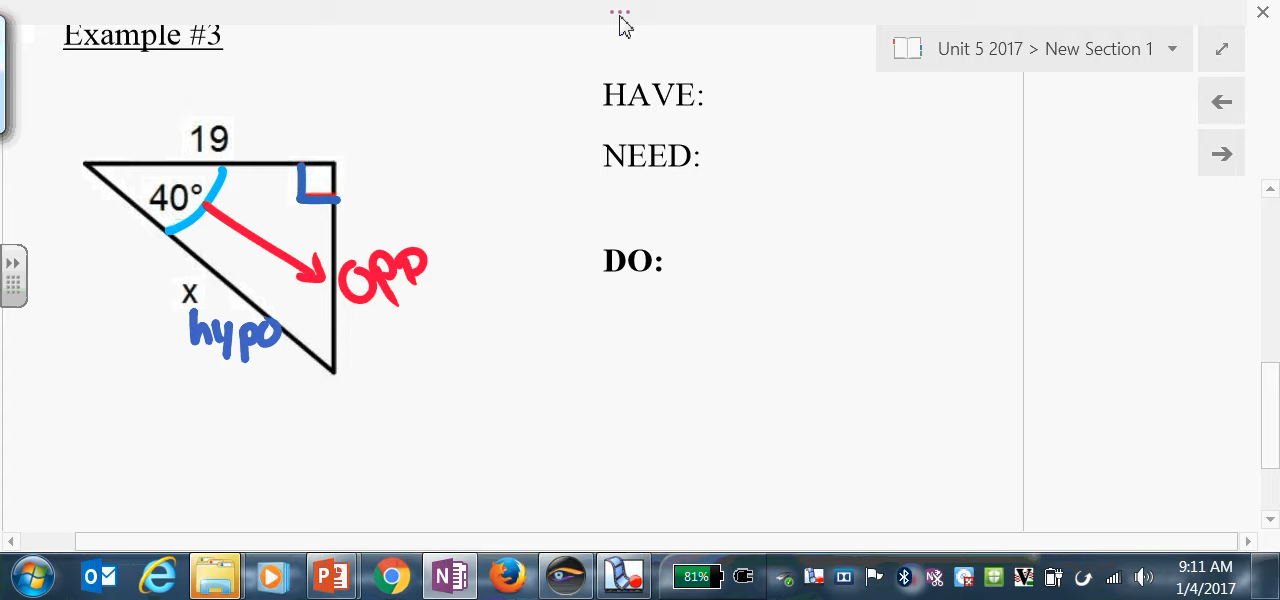 Example #3
Unit 5 2017 > New Section 1
HAVE:
19
NEED:
40°
DO:
opp
x
hypo
81%
9:11 AM
1/4/2017